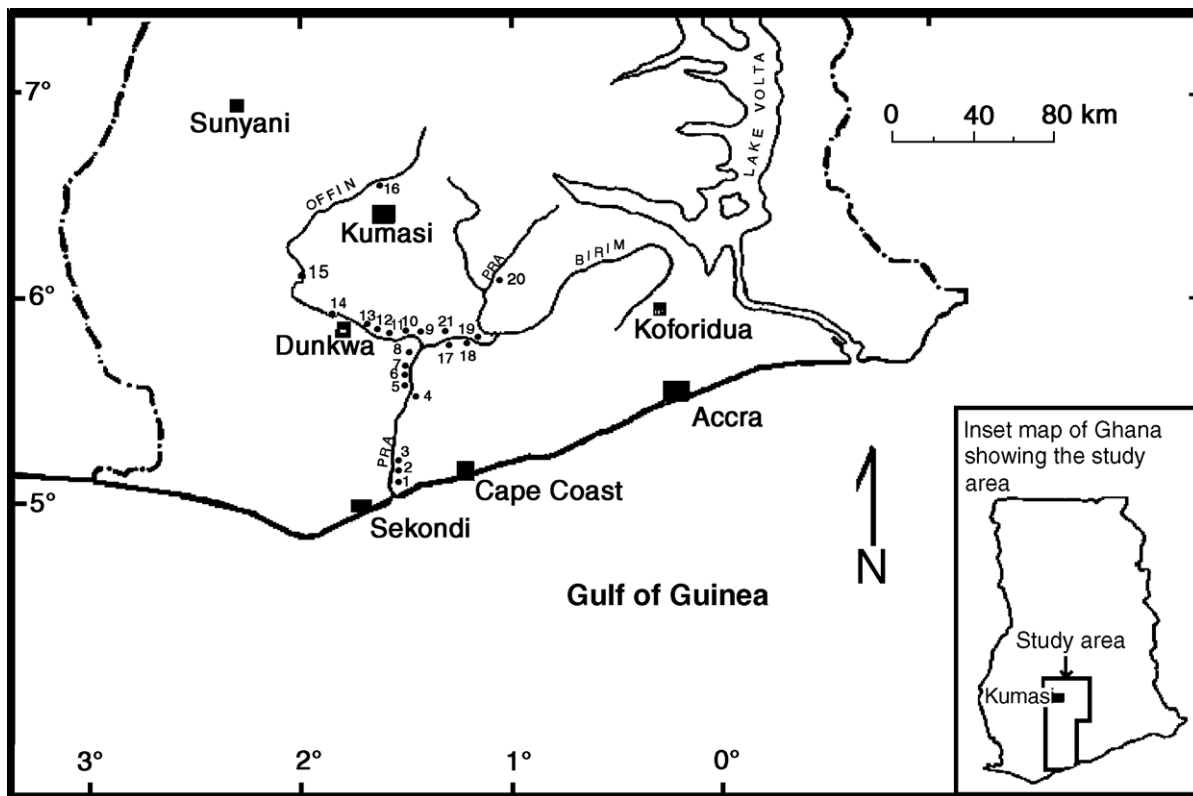 7°
Sunyani
LAKE VOLTA
0 40 80 km
OFFIN
16
Kumasi
PRA
BIRIM
20
15
6°
14
13
12
11
10
9
21
19
Dunkwa
8
17
18
Koforidua
7
6
5
4
Accra
PRA
3
2
1
5°
Cape Coast
Sekondi
N
Gulf of Guinea
3°
2°
1°
0°
Inset map of Ghana
showing the study
area
Study area
Kumasi